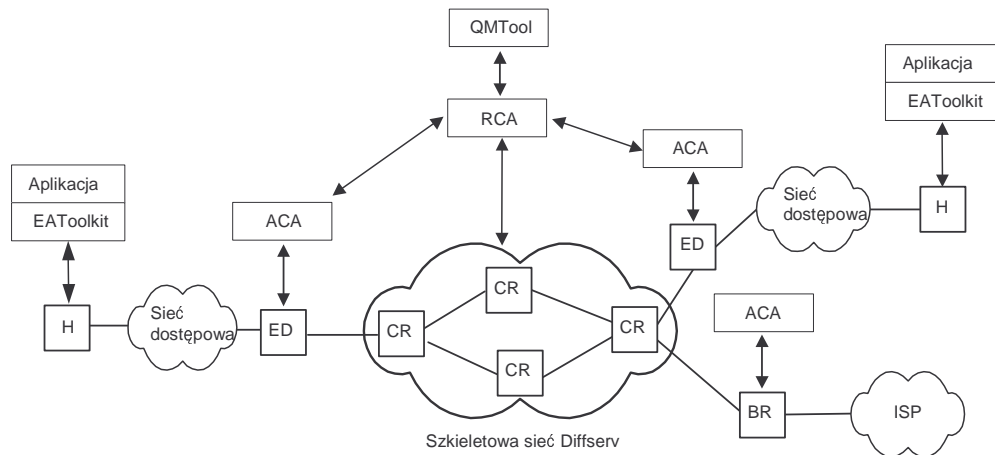 QMTool
Aplikacja
EAToolkit
RCA
ACA
Aplikacja
EAToolkit
ACA
Sieć
dostępowa
H
ED
CR
H
Sieć
dostępowa
ED
CR
CR
CR
ACA
BR
ISP
Szkieletowa sieć Diffserv